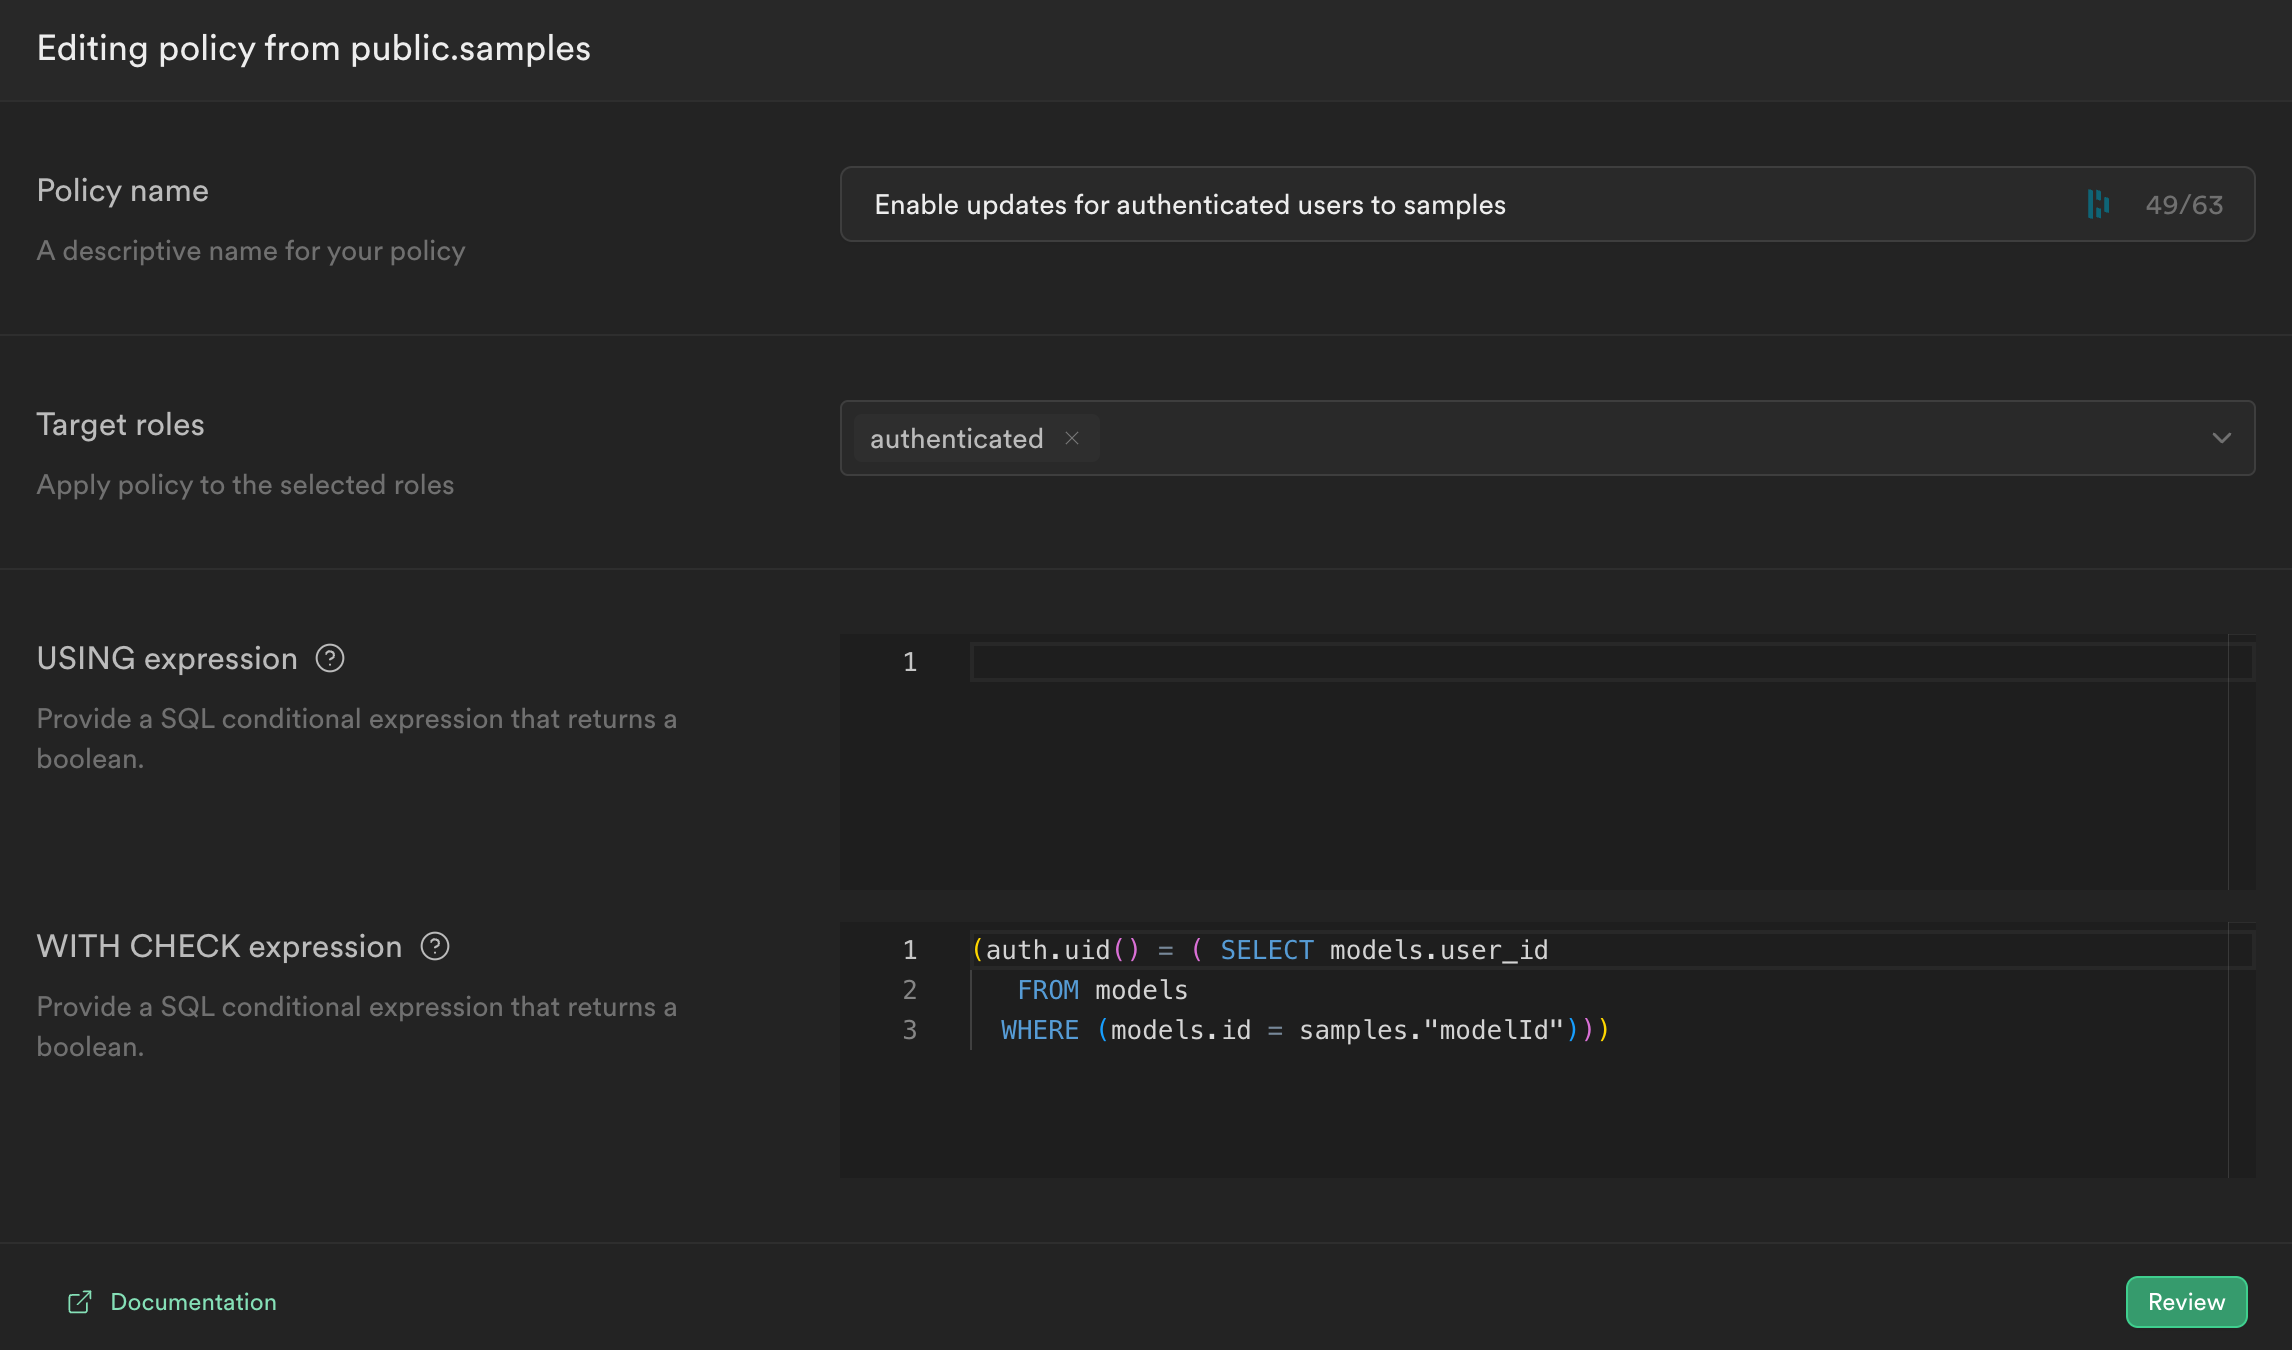 Editing policy from public.samples
Policy name
A descriptive name for your policy
Enable updates for authenticated users to samples
49/63
Target roles
Apply policy to the selected roles
authenticated
USING expression
Provide a SQL conditional expression that returns a
boolean.
1
WITH CHECK expression
Provide a SQL conditional expression that returns a
boolean.
1 (auth.uid() = ( SELECT models.user_id
2 FROM models
3 WHERE (models.id = samples."modelId")))
Documentation
Review